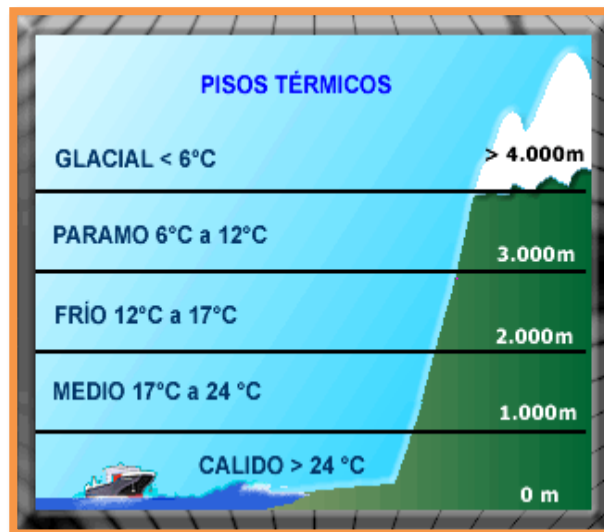 PISOS TÉRMICOS
GLACIAL < 6°C
> 4.000m
PARAMO 6°C a 12°C
3.000m
FRÍO 12°C a 17°C
2.000m
MEDIO 17°C a 24 °C
1.000m
CALIDO > 24 °C
0 m